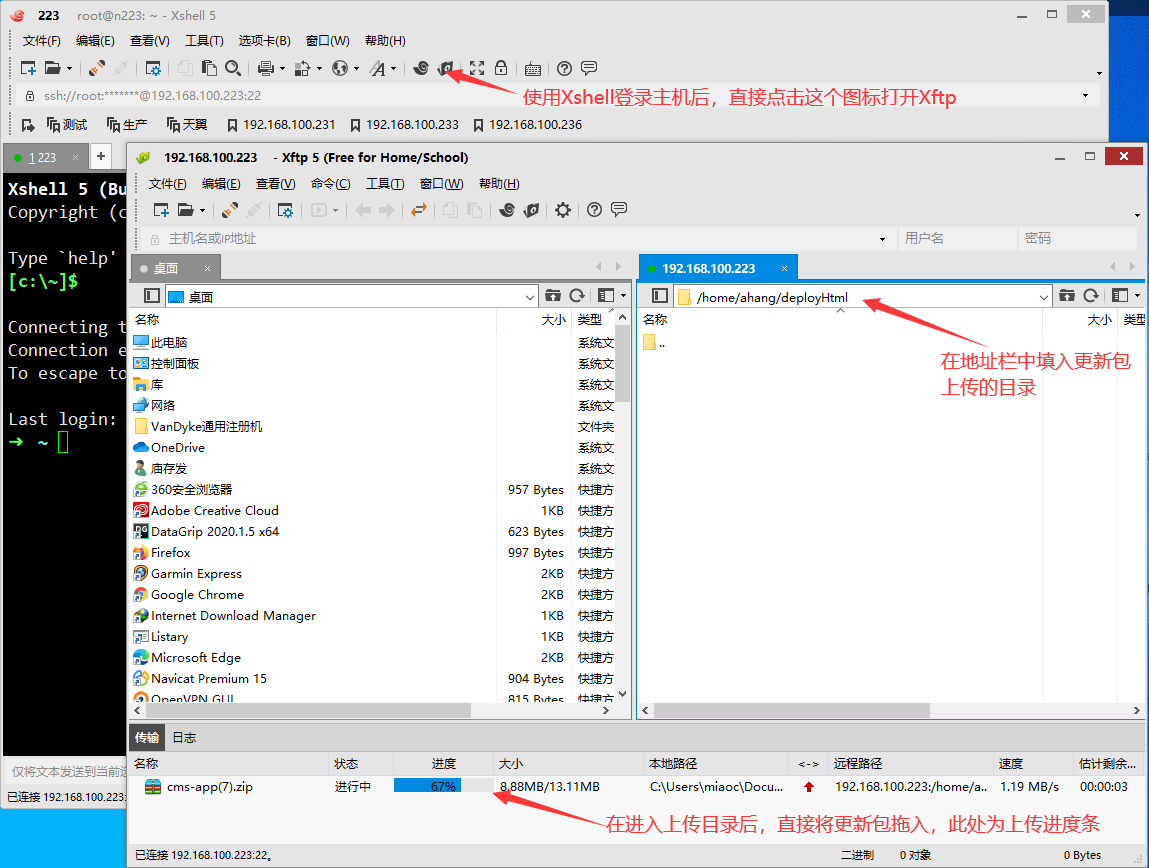 223 root@n223: ~ - Xshell 5
文件(F) 编辑(E) 查看(V) 工具(T) 选项卡(B) 窗口(W) 帮助(H)
ssh://root:*******@192.168.100.223:22
使用Xshell登录主机后，直接点击这个图标打开Xftp
测试 生产 天翼 192.168.100.231 192.168.100.233 192.168.100.236
1 223 × +
Xshell 5 (Bu
Copyright (c
Type `help'
[c:\~]$
Connecting t
Connection e
To escape to
Last login:
➜ ~
仅将文本发送到当前
已连接 192.168.100.223:
192.168.100.223 - Xftp 5 (Free for Home/School)
文件(F) 编辑(E) 查看(V) 命令(C) 工具(T) 窗口(W) 帮助(H)
主机名或IP地址 用户名 密码
桌面 ×
桌面
名称 大小 类型
此电脑 系统文
控制面板 系统文
库 系统文
网络 系统文
VanDyke通用注册机 文件夹
OneDrive 系统文
庙存发 系统文
360安全浏览器 957 Bytes 快捷方
Adobe Creative Cloud 1KB 快捷方
DataGrip 2020.1.5 x64 623 Bytes 快捷方
Firefox 997 Bytes 快捷方
Garmin Express 2KB 快捷方
Google Chrome 2KB 快捷方
Internet Download Manager 1KB 快捷方
Listary 1KB 快捷方
Microsoft Edge 2KB 快捷方
Navicat Premium 15 904 Bytes 快捷方
OpenVPN GUI 815 Bytes 快捷方
192.168.100.223 ×
/home/ahang/deployHtml
名称 大小 类型
..
在地址栏中填入更新包
上传的目录
传输 日志
名称 状态 进度 大小 本地路径 <-> 远程路径 速度 估计剩余...
cms-app(7).zip 进行中 67% 8.88MB/13.11MB C:\Users\miaoc\Docu... 192.168.100.223:/home/a... 1.19 MB/s 00:00:03
在进入上传目录后，直接将更新包拖入，此处为上传进度条
已连接 192.168.100.223:22。 二进制 0 对象 0 Bytes